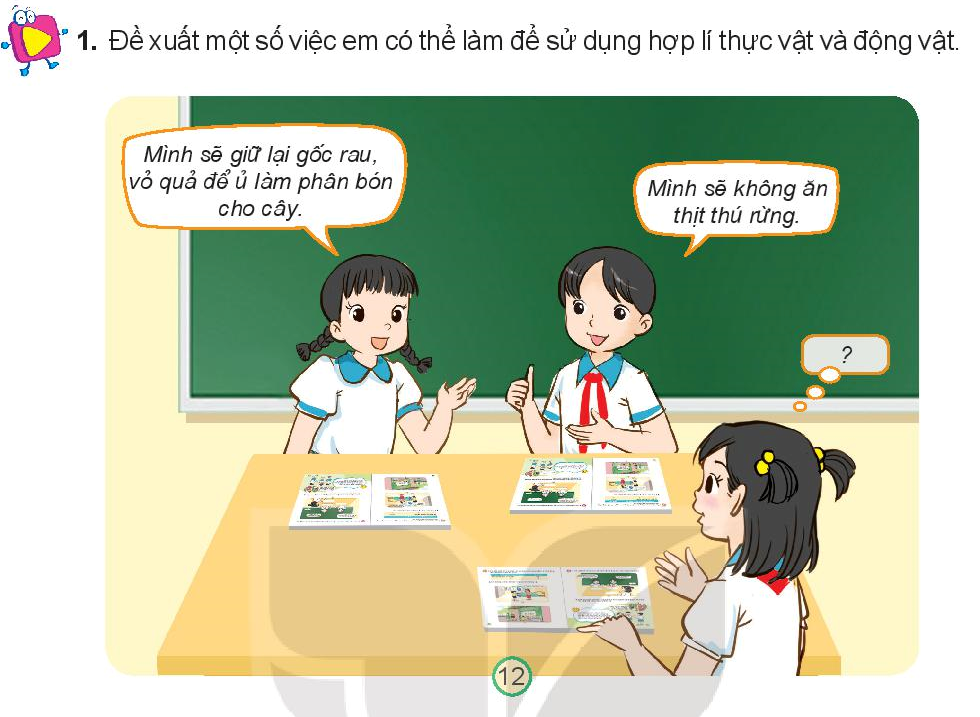 1. Đề xuất một số việc em có thể làm để sử dụng hợp lí thực vật và động vật.
Mình sẽ giữ lại gốc rau,
vỏ quả để ủ làm phân bón
cho cây.
Mình sẽ không ăn
thịt thú rừng.
?
12